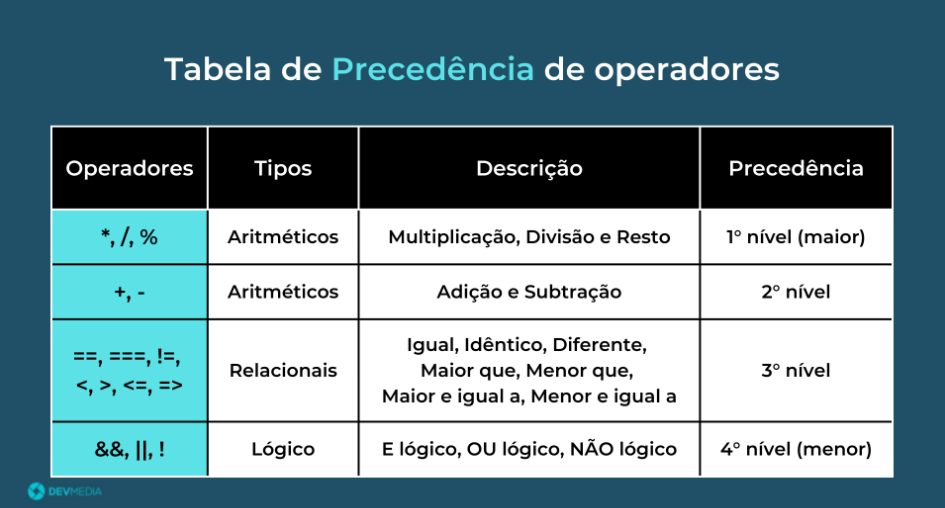 Tabela de Precedência de operadores
Operadores
Tipos
Descrição
Precedência
*, /, %
Aritméticos
Multiplicação, Divisão e Resto
1° nível (maior)
+, -
Aritméticos
Adição e Subtração
2° nível
==, ===, !=,
<, >, <=, =>
Relacionais
Igual, Idêntico, Diferente,
Maior que, Menor que,
Maior e igual a, Menor e igual a
3° nível
&&, ||, !
Lógico
E lógico, OU lógico, NÃO lógico
4° nível (menor)
DEVMEDIA